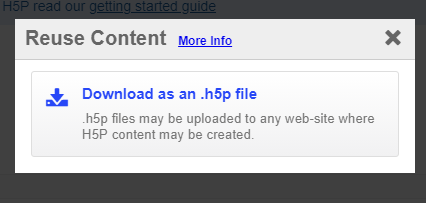 H5P read our getting started guide
Reuse Content More Info
Download as an .h5p file
.h5p files may be uploaded to any web-site where
H5P content may be created.